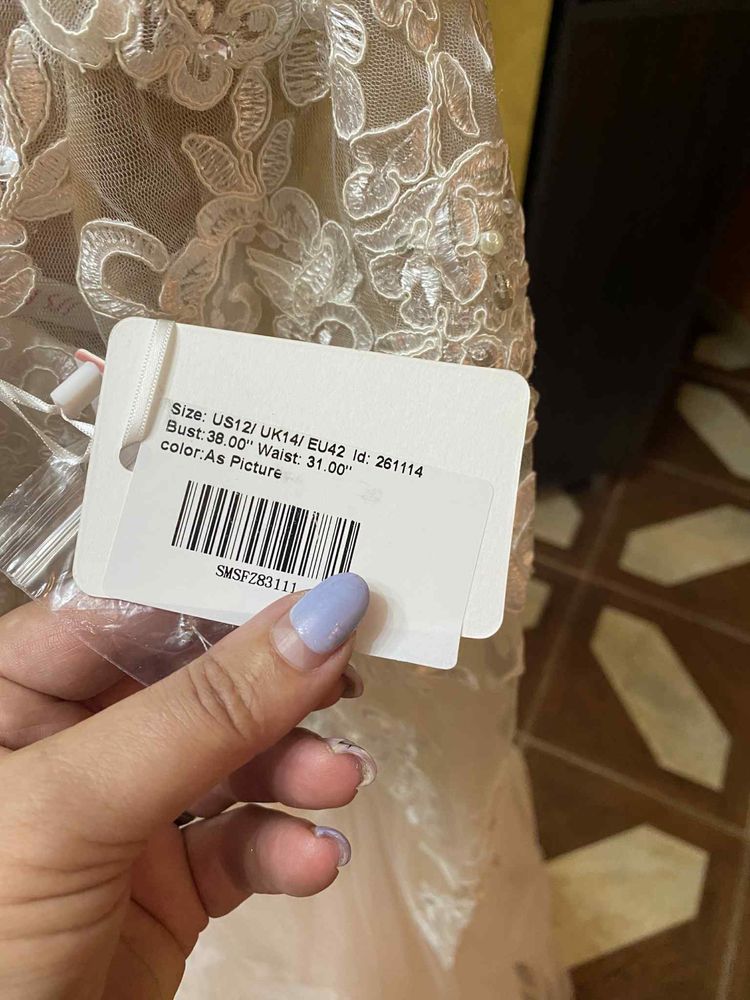 Size: US12/ UK14/ EU42 Id: 261114
Bust:38.00'' Waist: 31.00''
color:As Picture
SMSFZ83111